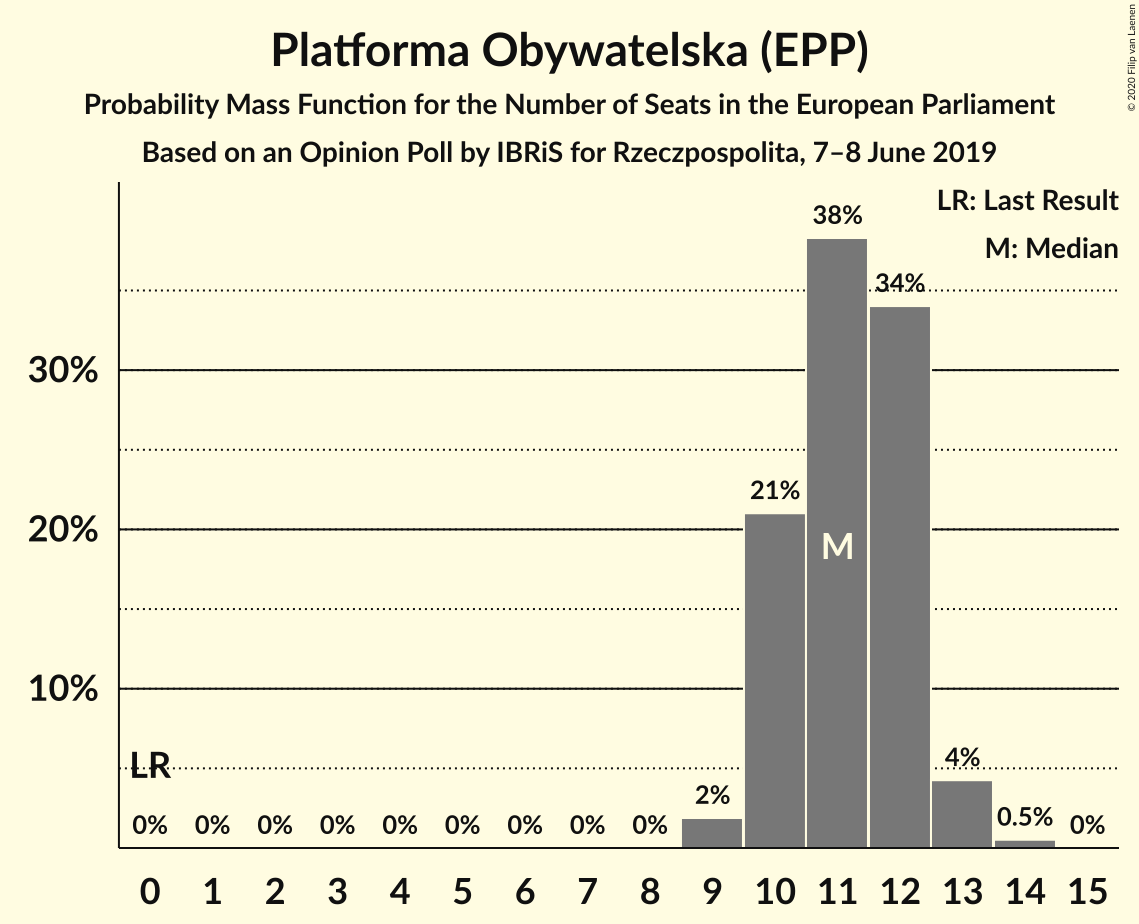 Platforma Obywatelska (EPP)
Probability Mass Function for the Number of Seats in the European Parliament
Based on an Opinion Poll by IBRiS for Rzeczpospolita, 7–8 June 2019
© 2020 Filip van Laenen
LR: Last Result
M: Median
38%
34%
30%
21%
20%
M
10%
LR
4%
2%
0% 0% 0% 0% 0% 0% 0% 0% 0% 0.5% 0%
0 1 2 3 4 5 6 7 8 9 10 11 12 13 14 15